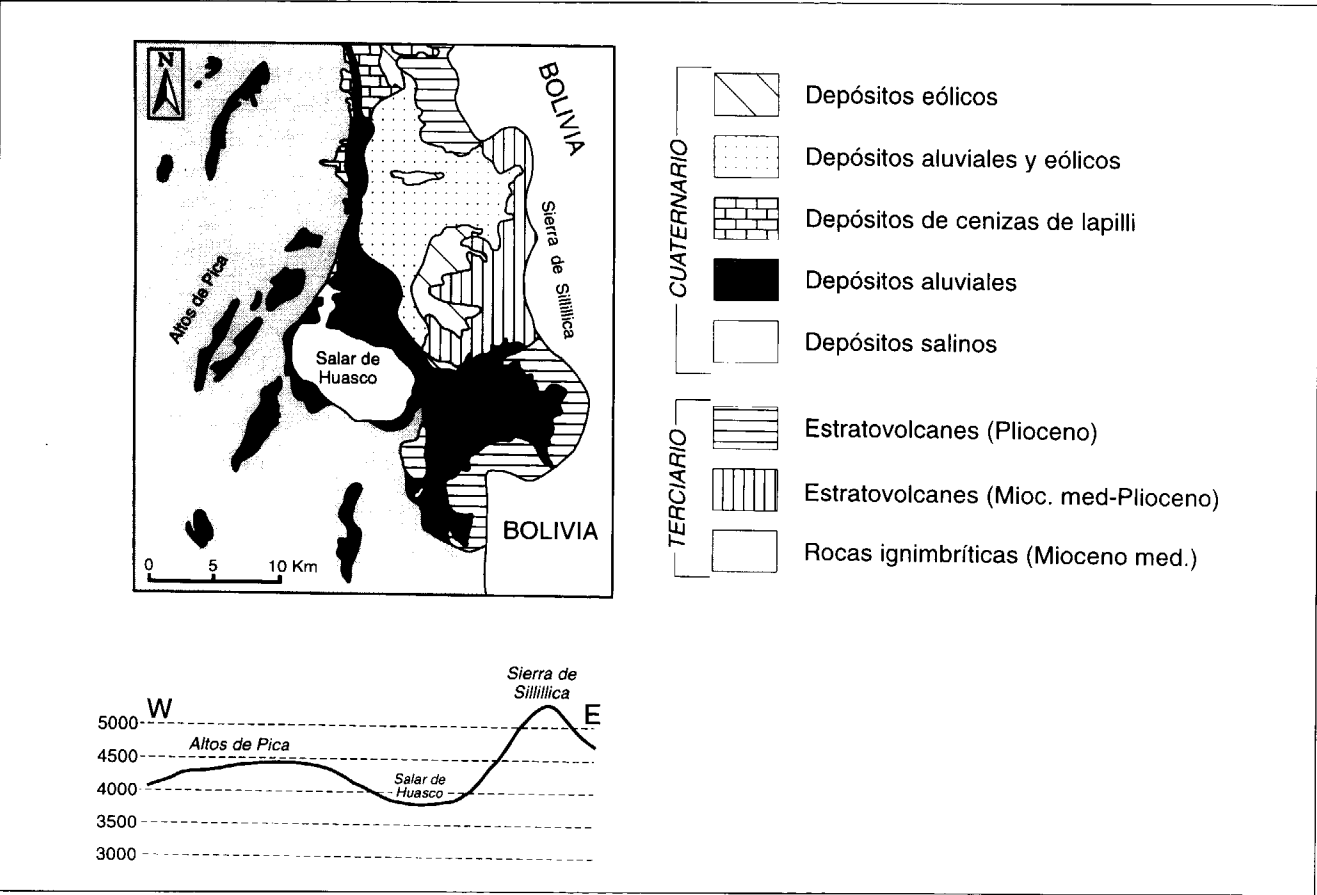 N
BOLIVIA
Sierra de Sillillica
Altos de Pica
Salar de
Huasco
BOLIVIA
0 5 10 Km
CUATERNARIO
Depósitos eólicos
Depósitos aluviales y eólicos
Depósitos de cenizas de lapilli
Depósitos aluviales
Depósitos salinos
TERCIARIO
Estratovolcanes (Plioceno)
Estratovolcanes (Mioc. med-Plioceno)
Rocas ignimbríticas (Mioceno med.)
Sierra de
Sillillica
W
E
5000
Altos de Pica
4500
Salar de
Huasco
4000
3500
3000